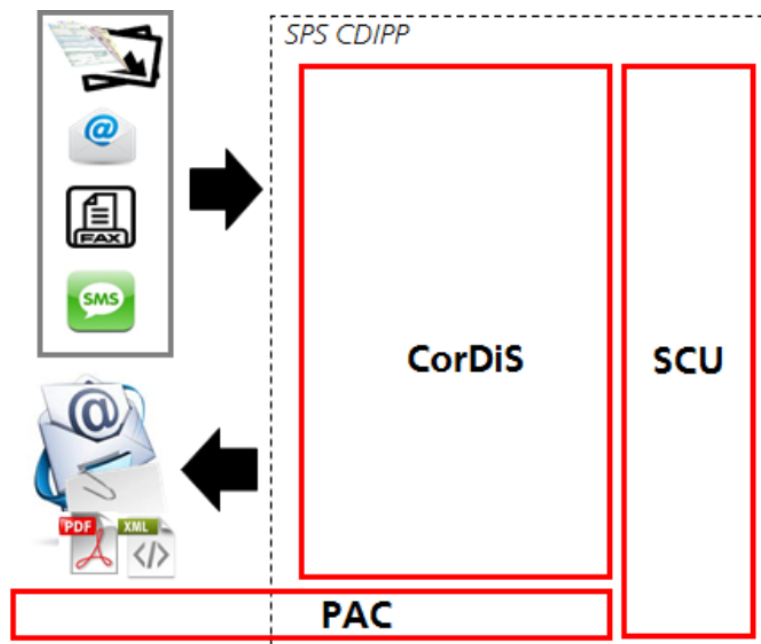 SPS CDIPP
@
FAX
SMS
CorDiS
SCU
@
PDF
XML
</>
PAC